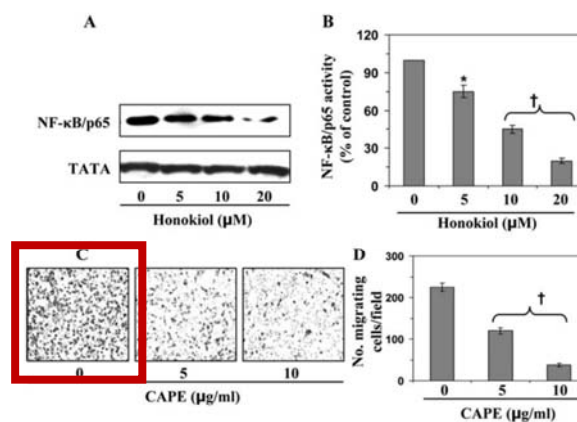 A
NF-κB/p65
TATA
0 5 10 20
Honokiol (μM)
B
NF-κB/p65 activity
(% of control)
120
90
60
30
0
*
†
0 5 10 20
Honokiol (μM)
C
0 5 10
CAPE (μg/ml)
D
No. migrating
cells/field
300
200
100
0
†
0 5 10
CAPE (μg/ml)